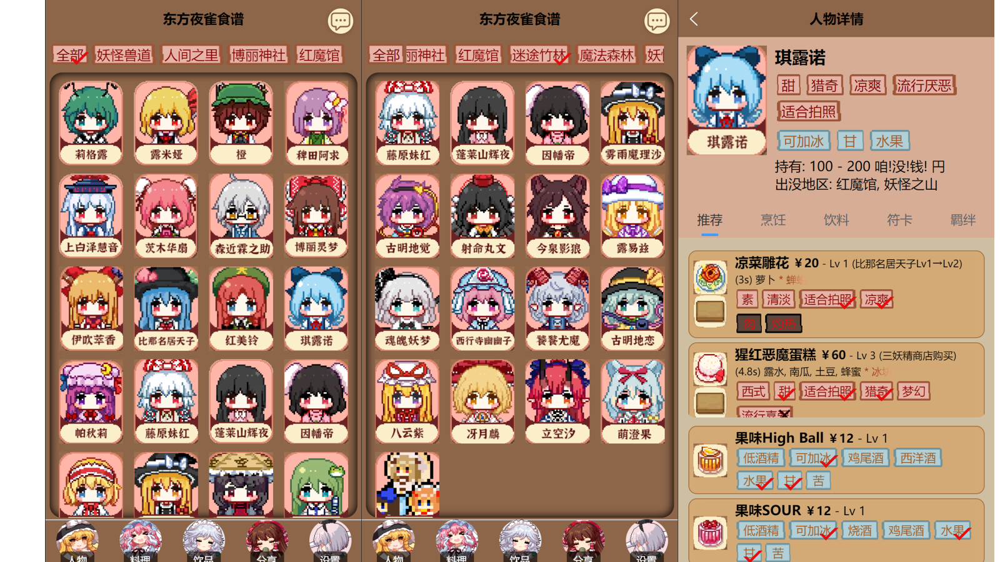 东方夜雀食谱
全部 妖怪兽道 人间之里 博丽神社 红魔馆
莉格露 露米娅 橙 稗田阿求
上白泽慧音 茨木华扇 森近霖之助 博丽灵梦
伊吹萃香 比那名居天子 红美铃 琪露诺
帕秋莉 藤原妹红 蓬莱山辉夜 因幡帝
人物 料理 饮品 分享 设置
东方夜雀食谱
全部 丽神社 红魔馆 迷途竹林 魔法森林 妖
藤原妹红 蓬莱山辉夜 因幡帝 雾雨魔理沙
古明地觉 射命丸文 今泉影狼 露易兹
魂魄妖梦 西行寺幽幽子 饕餮尤魔 古明地恋
八云紫 冴月麟 立空汐 萌澄果
人物 料理 饮品 分享 设置
人物详情
琪露诺
琪露诺
甜 猎奇 凉爽 流行厌恶
适合拍照
可加冰 甘 水果
持有: 100 - 200 咱!没!钱! 円
出没地区: 红魔馆, 妖怪之山
推荐 烹饪 饮料 符卡 羁绊
凉菜雕花 ¥20 - Lv 1 (比那名居天子Lv1→Lv2)
(3s) 萝卜 * 蝉
素 清淡 适合拍照 凉爽
肉 灼热
猩红恶魔蛋糕 ¥60 - Lv 3 (三妖精商店购买)
(4.8s) 露水, 南瓜, 土豆, 蜂蜜 * 冰
西式 甜 适合拍照 猎奇 梦幻
流行喜爱
果味High Ball ¥12 - Lv 1
低酒精 可加冰 鸡尾酒 西洋酒
水果 甘 苦
果味SOUR ¥12 - Lv 1
低酒精 可加冰 烧酒 鸡尾酒 水果
甘 苦